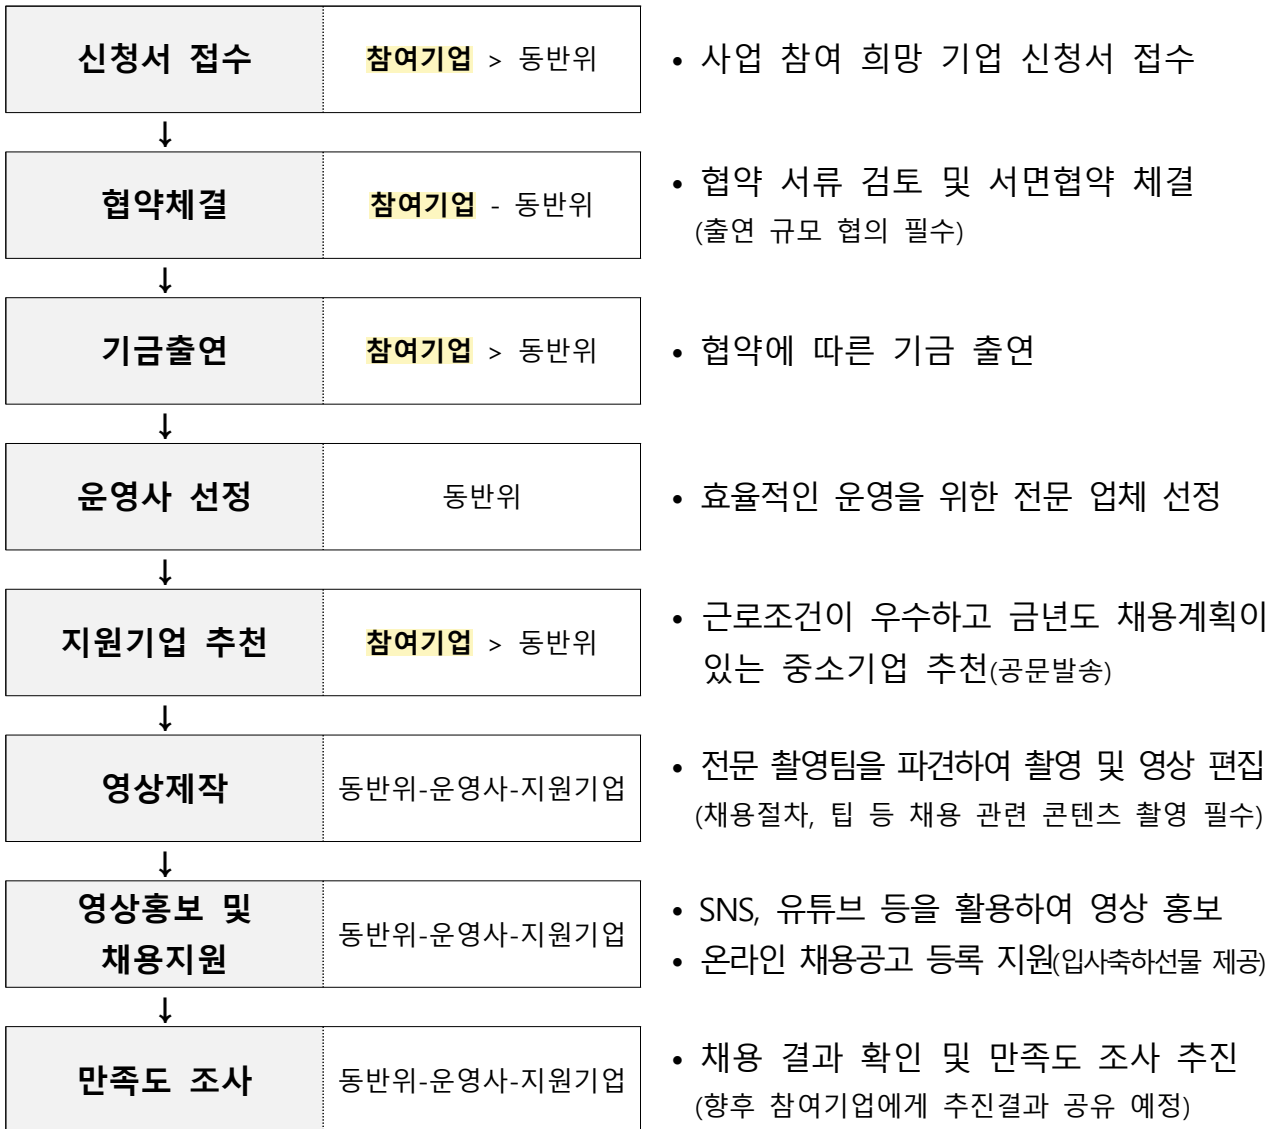 신청서 접수
참여기업 > 동반위
• 사업 참여 희망 기업 신청서 접수
↓
협약체결
참여기업 - 동반위
• 협약 서류 검토 및 서면협약 체결
(출연 규모 협의 필수)
↓
기금출연
참여기업 > 동반위
• 협약에 따른 기금 출연
↓
운영사 선정
동반위
• 효율적인 운영을 위한 전문 업체 선정
↓
지원기업 추천
참여기업 > 동반위
• 근로조건이 우수하고 금년도 채용계획이
있는 중소기업 추천(공문발송)
↓
영상제작
동반위-운영사-지원기업
• 전문 촬영팀을 파견하여 촬영 및 영상 편집
(채용절차, 팁 등 채용 관련 콘텐츠 촬영 필수)
↓
영상홍보 및
채용지원
동반위-운영사-지원기업
• SNS, 유튜브 등을 활용하여 영상 홍보
• 온라인 채용공고 등록 지원(입사축하선물 제공)
↓
만족도 조사
동반위-운영사-지원기업
• 채용 결과 확인 및 만족도 조사 추진
(향후 참여기업에게 추진결과 공유 예정)